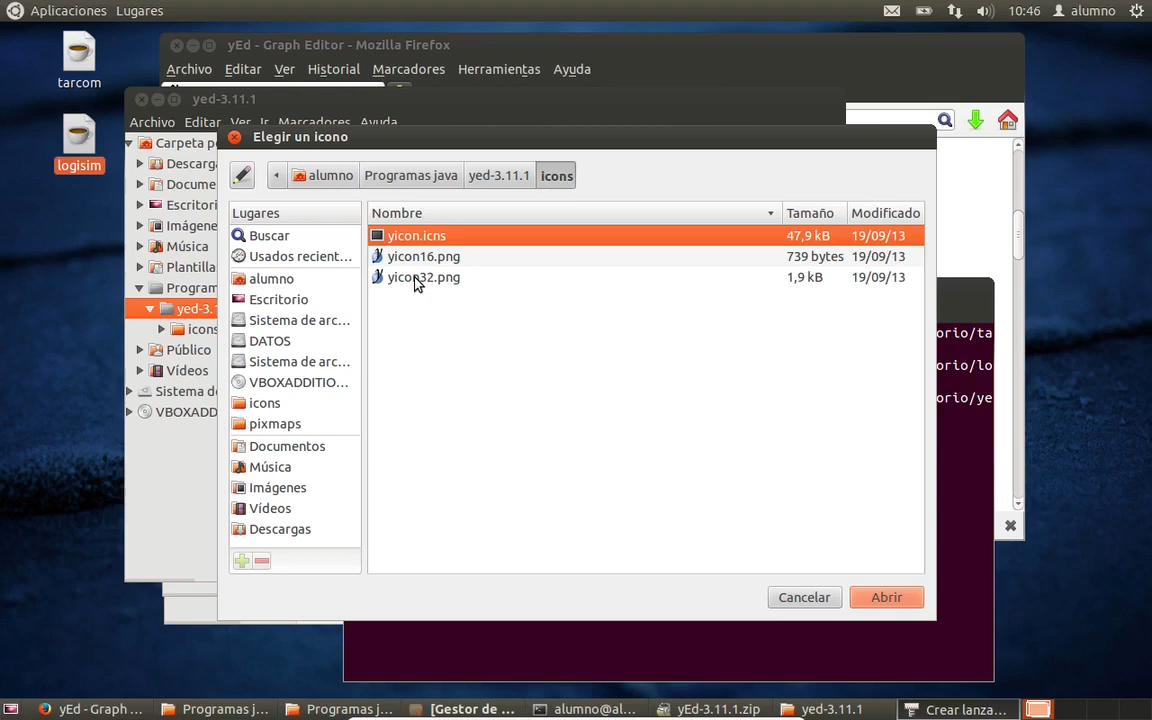 Aplicaciones Lugares 10:46 alumno
tarcom
logisim
yEd - Graph Editor - Mozilla Firefox
Archivo Editar Ver Historial Marcadores Herramientas Ayuda
yed-3.11.1
Archivo Editar Ver Ir Marcadores Ayuda
Carpeta pe
Descarga
Docume
Escritori
Imágene
Música
Plantilla
Program
yed-3.1
icons
Público
Vídeos
Sistema de
VBOXADD
Elegir un icono
alumno Programas java yed-3.11.1 icons
Lugares
Buscar
Usados recient...
alumno
Escritorio
Sistema de arc...
DATOS
Sistema de arc...
VBOXADDITIO...
icons
pixmaps
Documentos
Música
Imágenes
Vídeos
Descargas
Nombre Tamaño Modificado
yicon.icns 47,9 kB 19/09/13
yicon16.png 739 bytes 19/09/13
yicon32.png 1,9 kB 19/09/13
Cancelar Abrir
orio/ta
orio/lo
orio/ye
yEd - Graph ... Programas j... Programas j... [Gestor de ... alumno@al... yEd-3.11.1.zip yed-3.11.1 Crear lanza...